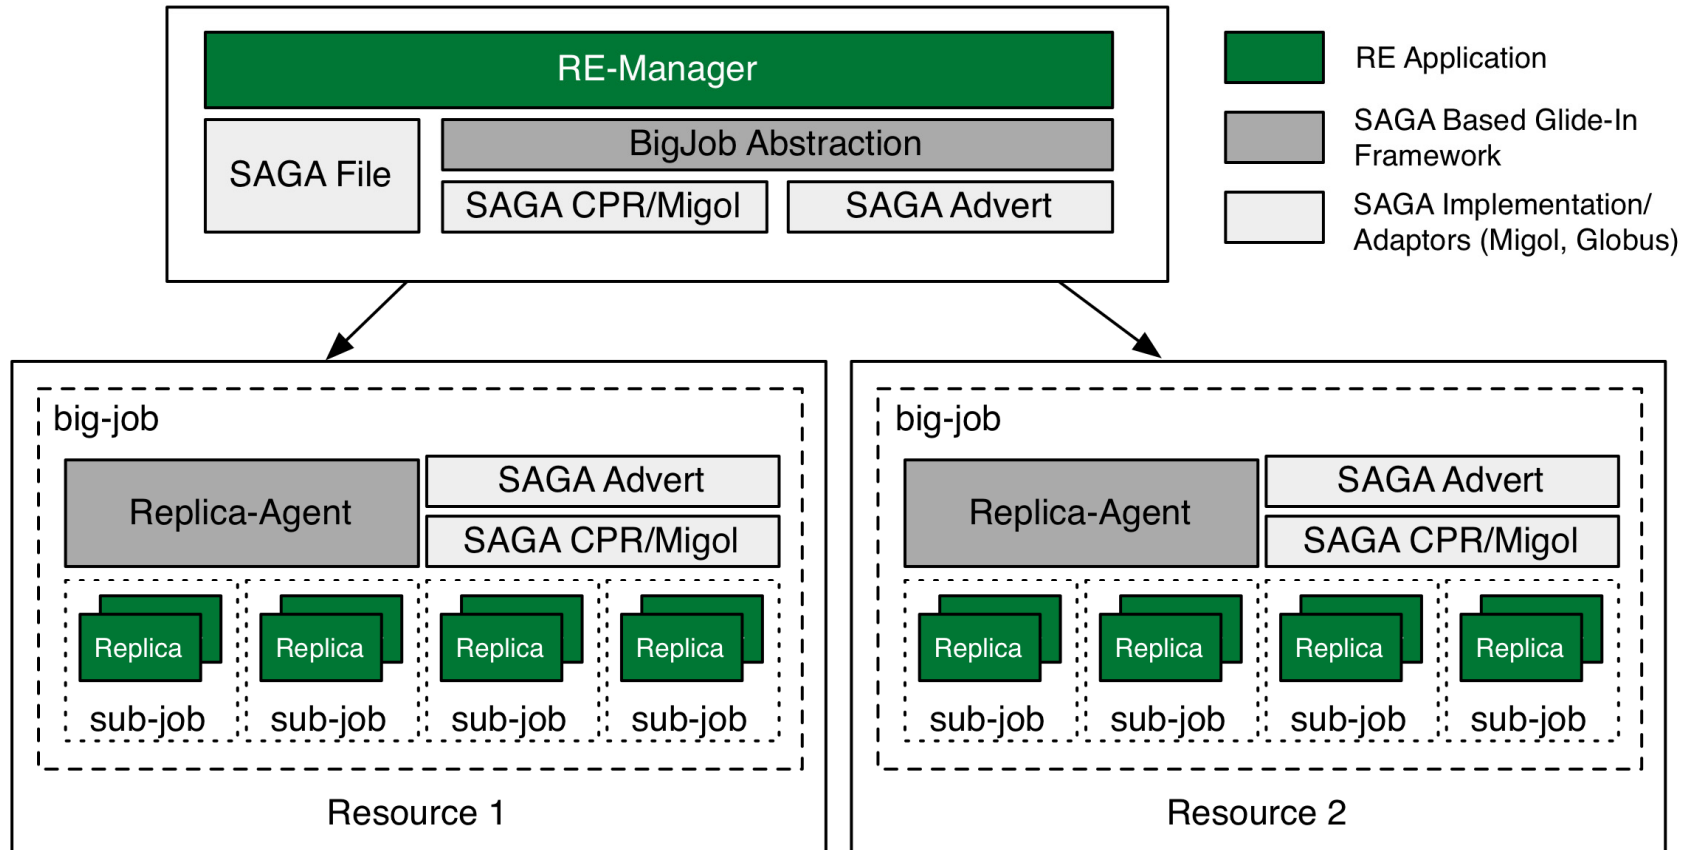 RE-Manager
SAGA File
BigJob Abstraction
SAGA CPR/Migol
SAGA Advert
RE Application
SAGA Based Glide-In
Framework
SAGA Implementation/
Adaptors (Migol, Globus)
big-job
Replica-Agent
SAGA Advert
SAGA CPR/Migol
Replica
Replica
Replica
Replica
sub-job
sub-job
sub-job
sub-job
Resource 1
big-job
Replica-Agent
SAGA Advert
SAGA CPR/Migol
Replica
Replica
Replica
Replica
sub-job
sub-job
sub-job
sub-job
Resource 2